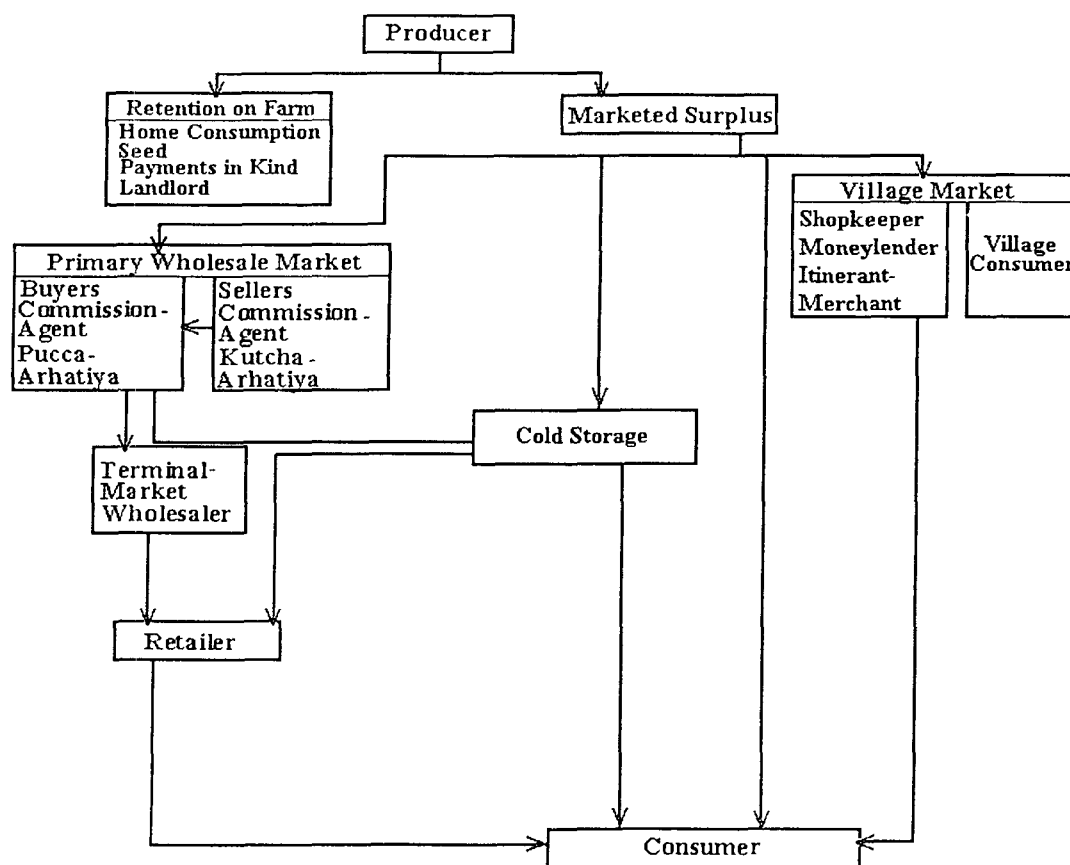 Producer
Retention on Farm
Home Consumption
Seed
Payments in Kind
Landlord
Marketed Surplus
Village Market
Shopkeeper
Moneylender
Itinerant-
Merchant
Village
Consumer
Primary Wholesale Market
Buyers
Commission-
Agent
Pucca-
Arhatiya
Sellers
Commission-
Agent
Kutcha-
Arhatiya
Cold Storage
Terminal-
Market
Wholesaler
Retailer
Consumer